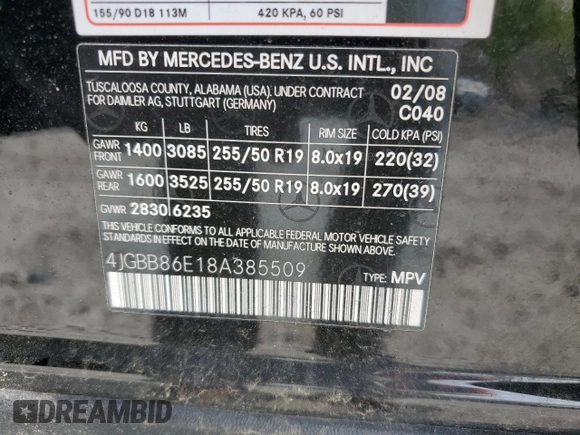 155/90 D18 113M 420 KPA, 60 PSI
MFD BY MERCEDES-BENZ U.S. INTL., INC
TUSCALOOSA COUNTY, ALABAMA (USA). UNDER CONTRACT 02/08
FOR DAIMLER AG, STUTTGART (GERMANY) C040
KG LB TIRES RIM SIZE COLD KPA (PSI)
GAWR FRONT 1400 3085 255/50 R19 8.0x19 220(32)
GAWR REAR 1600 3525 255/50 R19 8.0x19 270(39)
GVWR 2830 6235
THIS VEHICLE CONFORMS TO ALL APPLICABLE FEDERAL MOTOR VEHICLE SAFETY
AND THEFT PREVENTION STANDARDS IN EFFECT ON THE DATE OF MANUFACTURE SHOWN ABOVE.
4JGBB86E18A385509 TYPE: MPV
DREAMBID